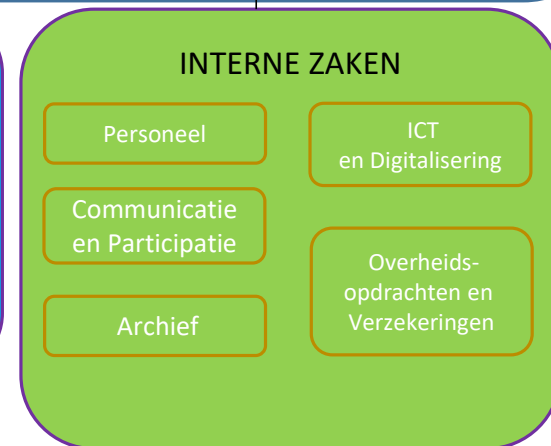 INTERNE ZAKEN
Personeel
Communicatie
en Participatie
Archief
ICT
en Digitalisering
Overheids-
opdrachten en
Verzekeringen